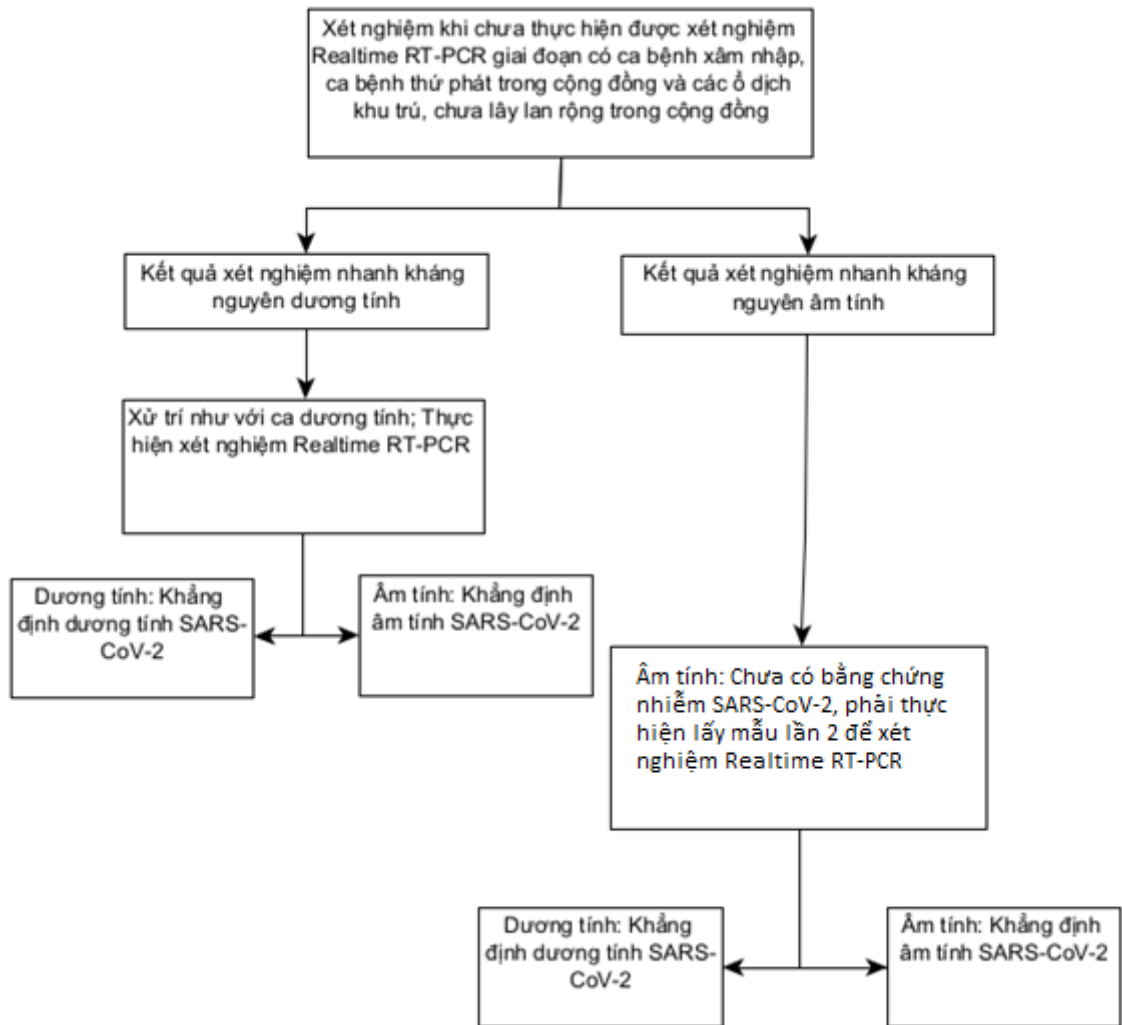 Xét nghiệm khi chưa thực hiện được xét nghiệm
Realtime RT-PCR giai đoạn có ca bệnh xâm nhập,
ca bệnh thứ phát trong cộng đồng và các ổ dịch
khu trú, chưa lây lan rộng trong cộng đồng
Kết quả xét nghiệm nhanh kháng
nguyên dương tính
Kết quả xét nghiệm nhanh kháng
nguyên âm tính
Xử trí như với ca dương tính; Thực
hiện xét nghiệm Realtime RT-PCR
Dương tính: Khẳng
định dương tính SARS-
CoV-2
Âm tính: Khẳng định
âm tính SARS-CoV-2
Âm tính: Chưa có bằng chứng
nhiễm SARS-CoV-2, phải thực
hiện lấy mẫu lần 2 để xét
nghiệm Realtime RT-PCR
Dương tính: Khẳng
định dương tính SARS-
CoV-2
Âm tính: Khẳng định
âm tính SARS-CoV-2